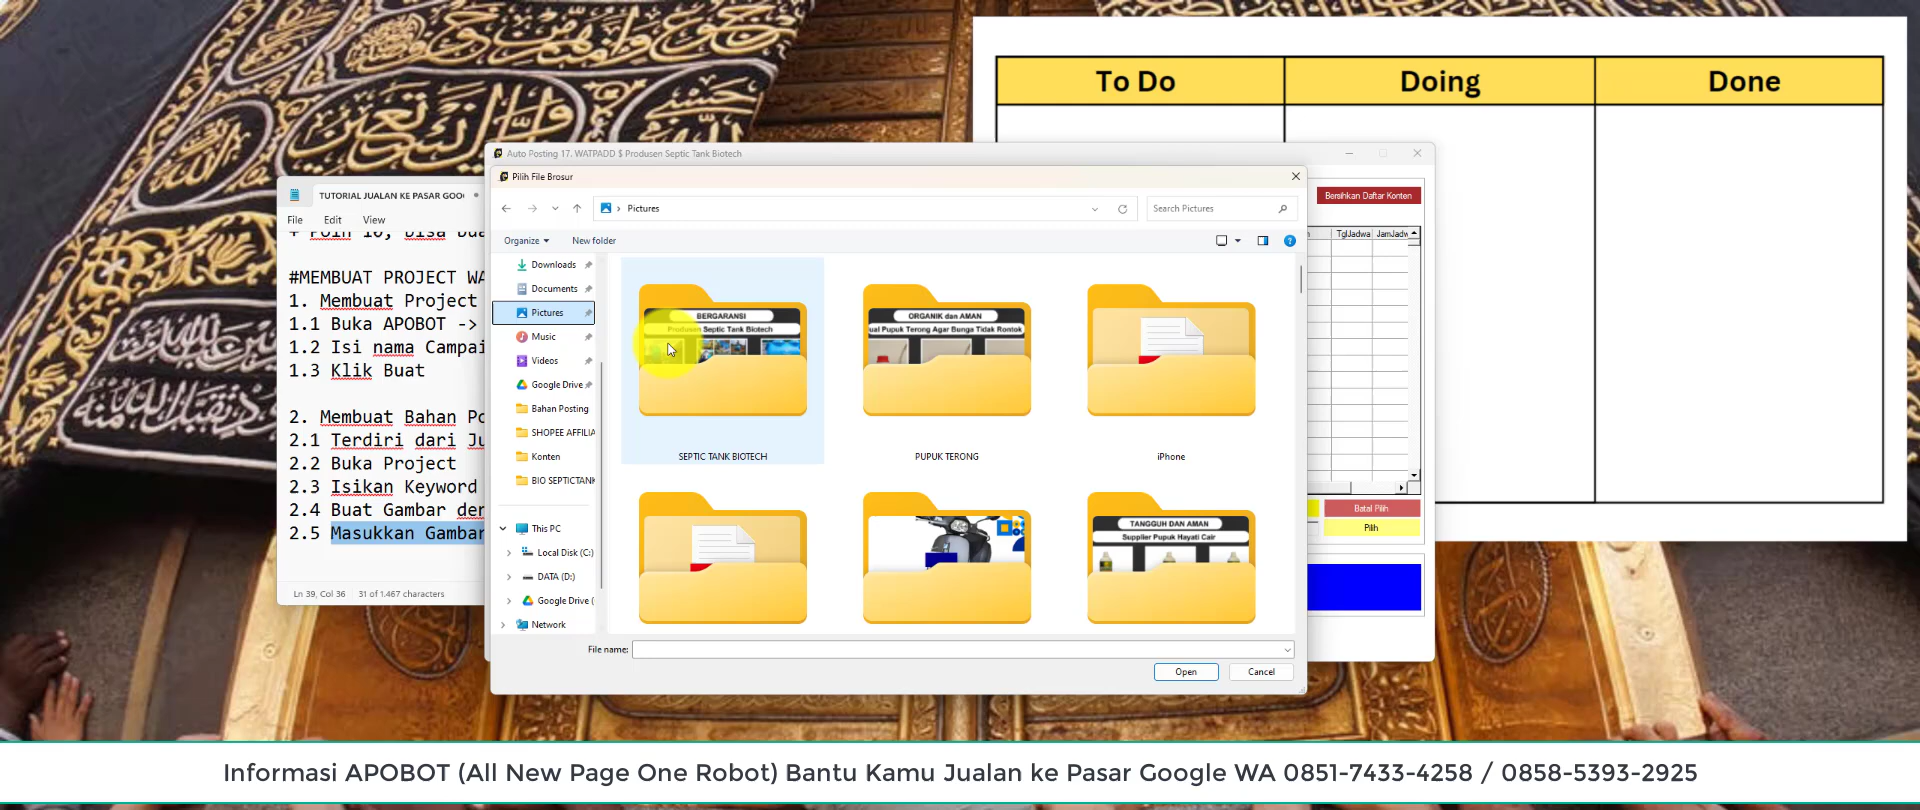 To Do
Doing
Done
Auto Posting 17. WATPADD $ Produsen Septic Tank Biotech
Pilih File Brosur
Pictures
Search Pictures
Organize
New folder
Downloads
Documents
Pictures
Music
Videos
Google Drive
Bahan Posting
SHOPEE AFFILIA
Konten
BIO SEPTICTANK
This PC
Local Disk (C:)
DATA (D:)
Google Drive (
Network
BERGARANSI
Produsen Septic Tank Biotech
SEPTIC TANK BIOTECH
ORGANIK dan AMAN
ual Pupuk Terong Agar Bunga Tidak Rontok
PUPUK TERONG
iPhone
TANGGUH DAN AMAN
Supplier Pupuk Hayati Cair
File name:
Open
Cancel
TUTORIAL JUALAN KE PASAR GOO
File
Edit
View
#MEMBUAT PROJECT WA
1. Membuat Project
1.1 Buka APOBOT ->
1.2 Isi nama Campai
1.3 Klik Buat
2. Membuat Bahan Po
2.1 Terdiri dari Ju
2.2 Buka Project
2.3 Isikan Keyword
2.4 Buat Gambar den
2.5 Masukkan Gambar
Ln 39, Col 36
31 of 1.467 characters
Bersihkan Daftar Konten
TglJadwa
JamJadw
Batal Pilih
Pilih
Informasi APOBOT (All New Page One Robot) Bantu Kamu Jualan ke Pasar Google WA 0851-7433-4258 / 0858-5393-2925